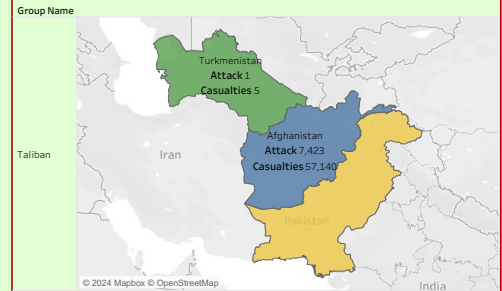 Group Name
Turkmenistan
Attack 1
Casualties 5
Afghanistan
Attack 7,423
Casualties 57,140
Taliban
Iran
Pakistan
India
© 2024 Mapbox © OpenStreetMap